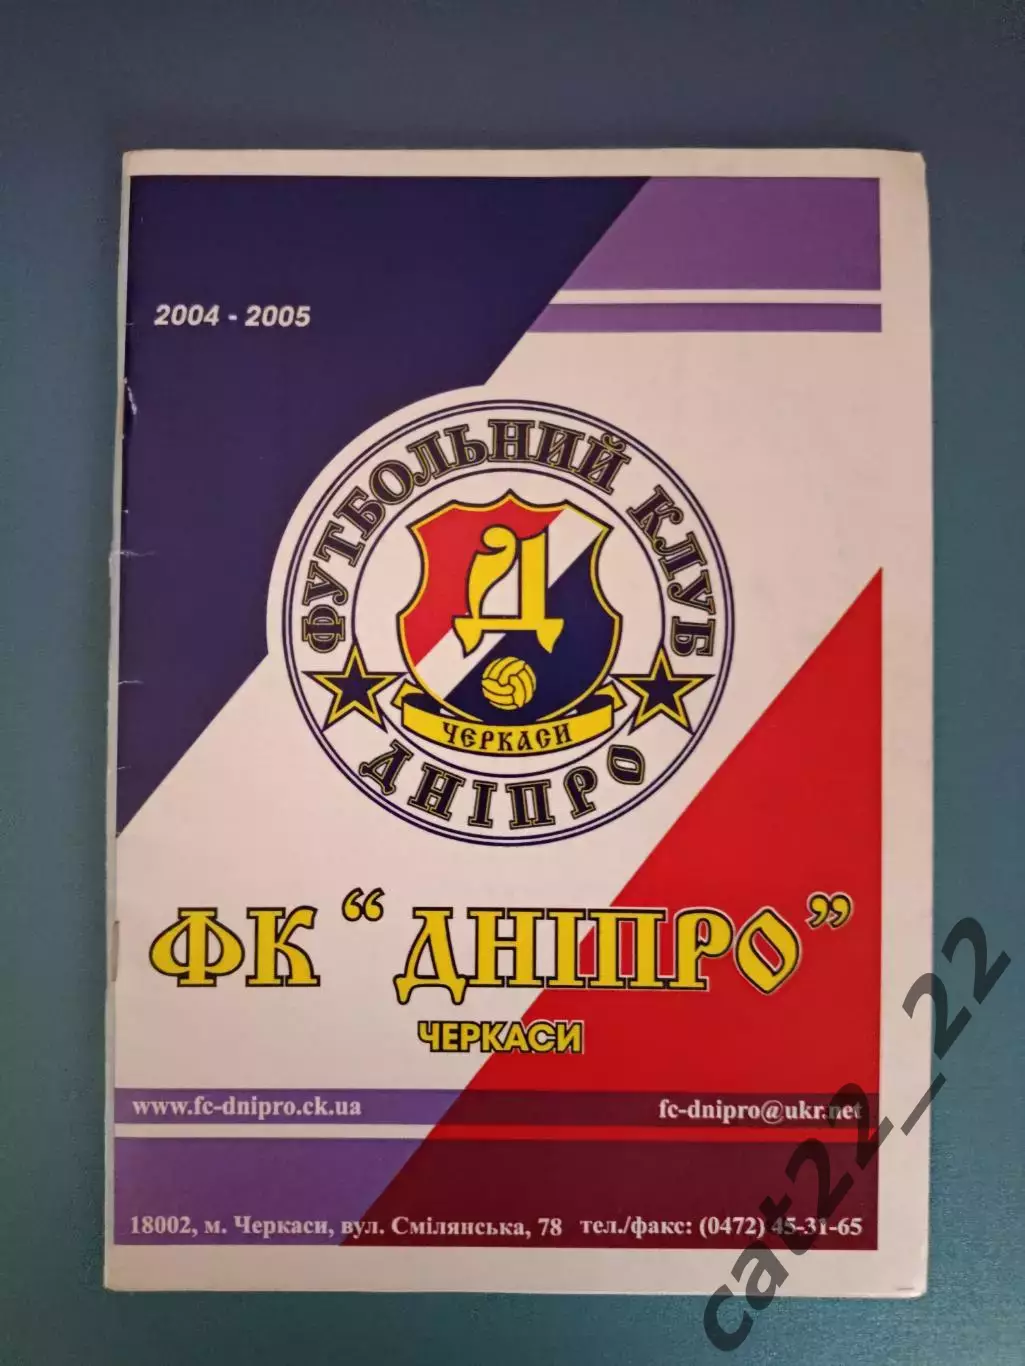 2004 - 2005
ФУТБОЛЬНИЙ КЛУБ
Д
ЧЕРКАСИ
ДНІПРО
ФК “ДНІПРО”
ЧЕРКАСИ
www.fc-dnipro.ck.ua fc-dnipro@ukr.net
18002, м. Черкаси, вул. Смілянська, 78 тел./факс: (0472) 45-31-65
cat22_22